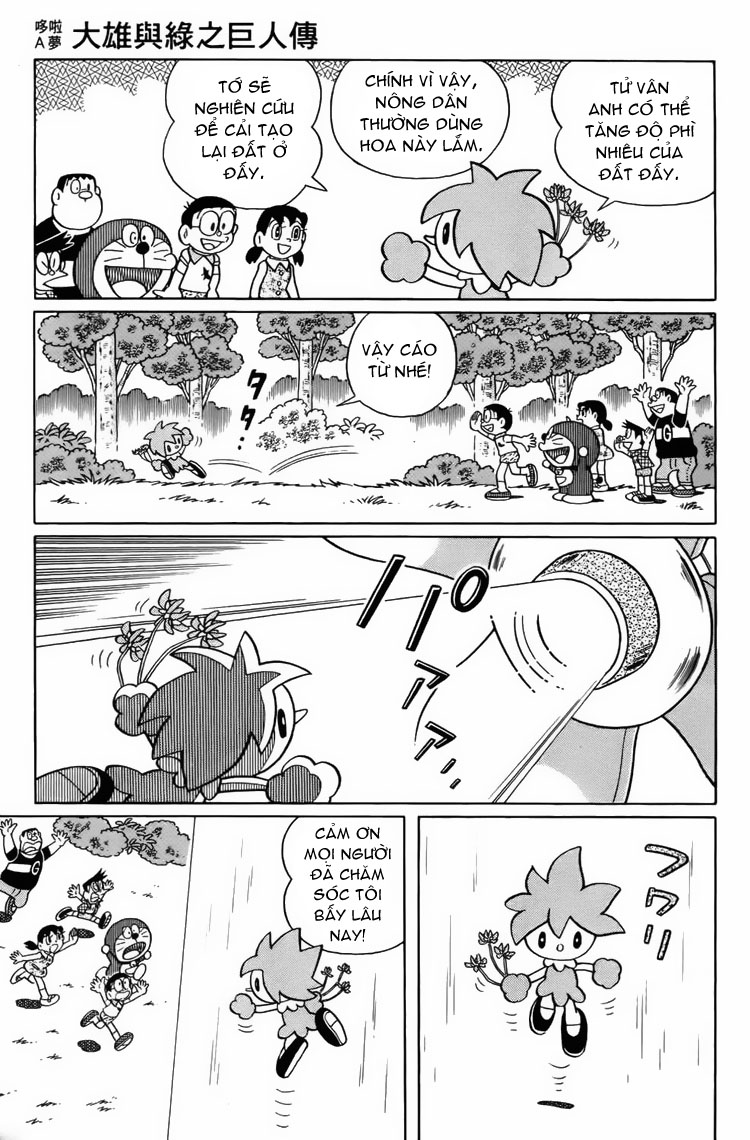 哆啦
A夢
大雄與綠之巨人傳
TỬ VÂN
ANH CÓ THỂ
TĂNG ĐỘ PHÌ
NHIÊU CỦA
ĐẤT ĐẤY.
CHÍNH VÌ VẬY,
NÔNG DÂN
THƯỜNG DÙNG
HOA NÀY LẮM.
TỚ SẼ
NGHIÊN CỨU
ĐỂ CẢI TẠO
LẠI ĐẤT Ở
ĐẤY.
VẬY CÁO
TỪ NHÉ!
タタ…
G
パアアァ…
フワリ
CẢM ƠN
MỌI NGƯỜI
ĐÃ CHĂM
SÓC TÔI
BẤY LÂU
NAY!
G